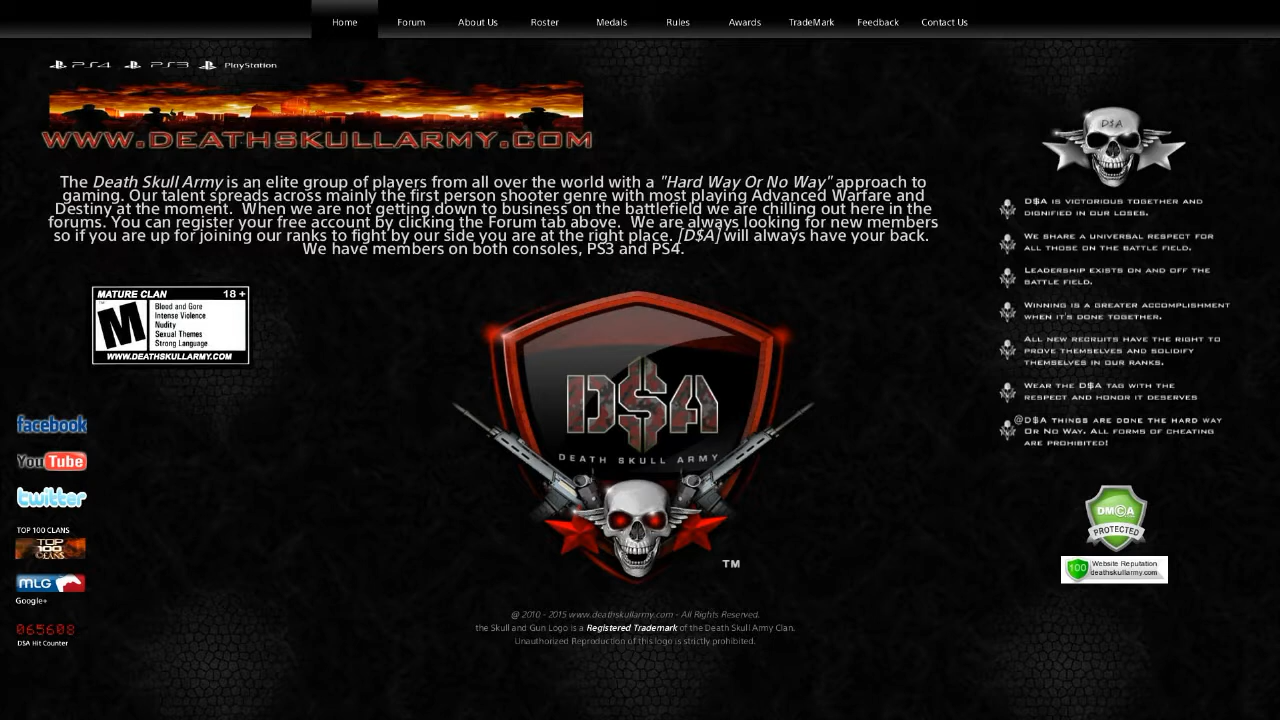 Home Forum About Us Roster Medals Rules Awards TradeMark Feedback Contact Us
PS4 PS3 PlayStation
WWW.DEATHSKULLARMY.COM
The Death Skull Army is an elite group of players from all over the world with a "Hard Way Or No Way" approach to
gaming. Our talent spreads across mainly the first person shooter genre with most playing Advanced Warfare and
Destiny at the moment.  When we are not getting down to business on the battlefield we are chilling out here in the
forums. You can register your free account by clicking the Forum tab above.  We are always looking for new members
so if you are up for joining our ranks to fight by our side you are at the right place. [D$A] will always have your back.
We have members on both consoles, PS3 and PS4.
MATURE CLAN 18 +
M
Blood and Gore
Intense Violence
Nudity
Sexual Themes
Strong Language
WWW.DEATHSKULLARMY.COM
facebook
YouTube
twitter
TOP 100 CLANS
TOP
100
CLANS
MLG
Google+
065608
DSA Hit Counter
D$A
DEATH SKULL ARMY
TM
@ 2010 - 2015 www.deathskullarmy.com - All Rights Reserved.
the Skull and Gun Logo is a Registered Trademark of the Death Skull Army Clan.
Unauthorized Reproduction of this logo is strictly prohibited.
D$A
D$A IS VICTORIOUS TOGETHER AND
DIGNIFIED IN OUR LOSES.
WE SHARE A UNIVERSAL RESPECT FOR
ALL THOSE ON THE BATTLE FIELD.
LEADERSHIP EXISTS ON AND OFF THE
BATTLE FIELD.
WINNING IS A GREATER ACCOMPLISHMENT
WHEN IT'S DONE TOGETHER.
ALL NEW RECRUITS HAVE THE RIGHT TO
PROVE THEMSELVES AND SOLIDIFY
THEMSELVES IN OUR RANKS.
WEAR THE D$A TAG WITH THE
RESPECT AND HONOR IT DESERVES
@D$A THINGS ARE DONE THE HARD WAY
OR NO WAY. ALL FORMS OF CHEATING
ARE PROHIBITED!
DMCA
PROTECTED
100 Website Reputation
deathskullarmy.com